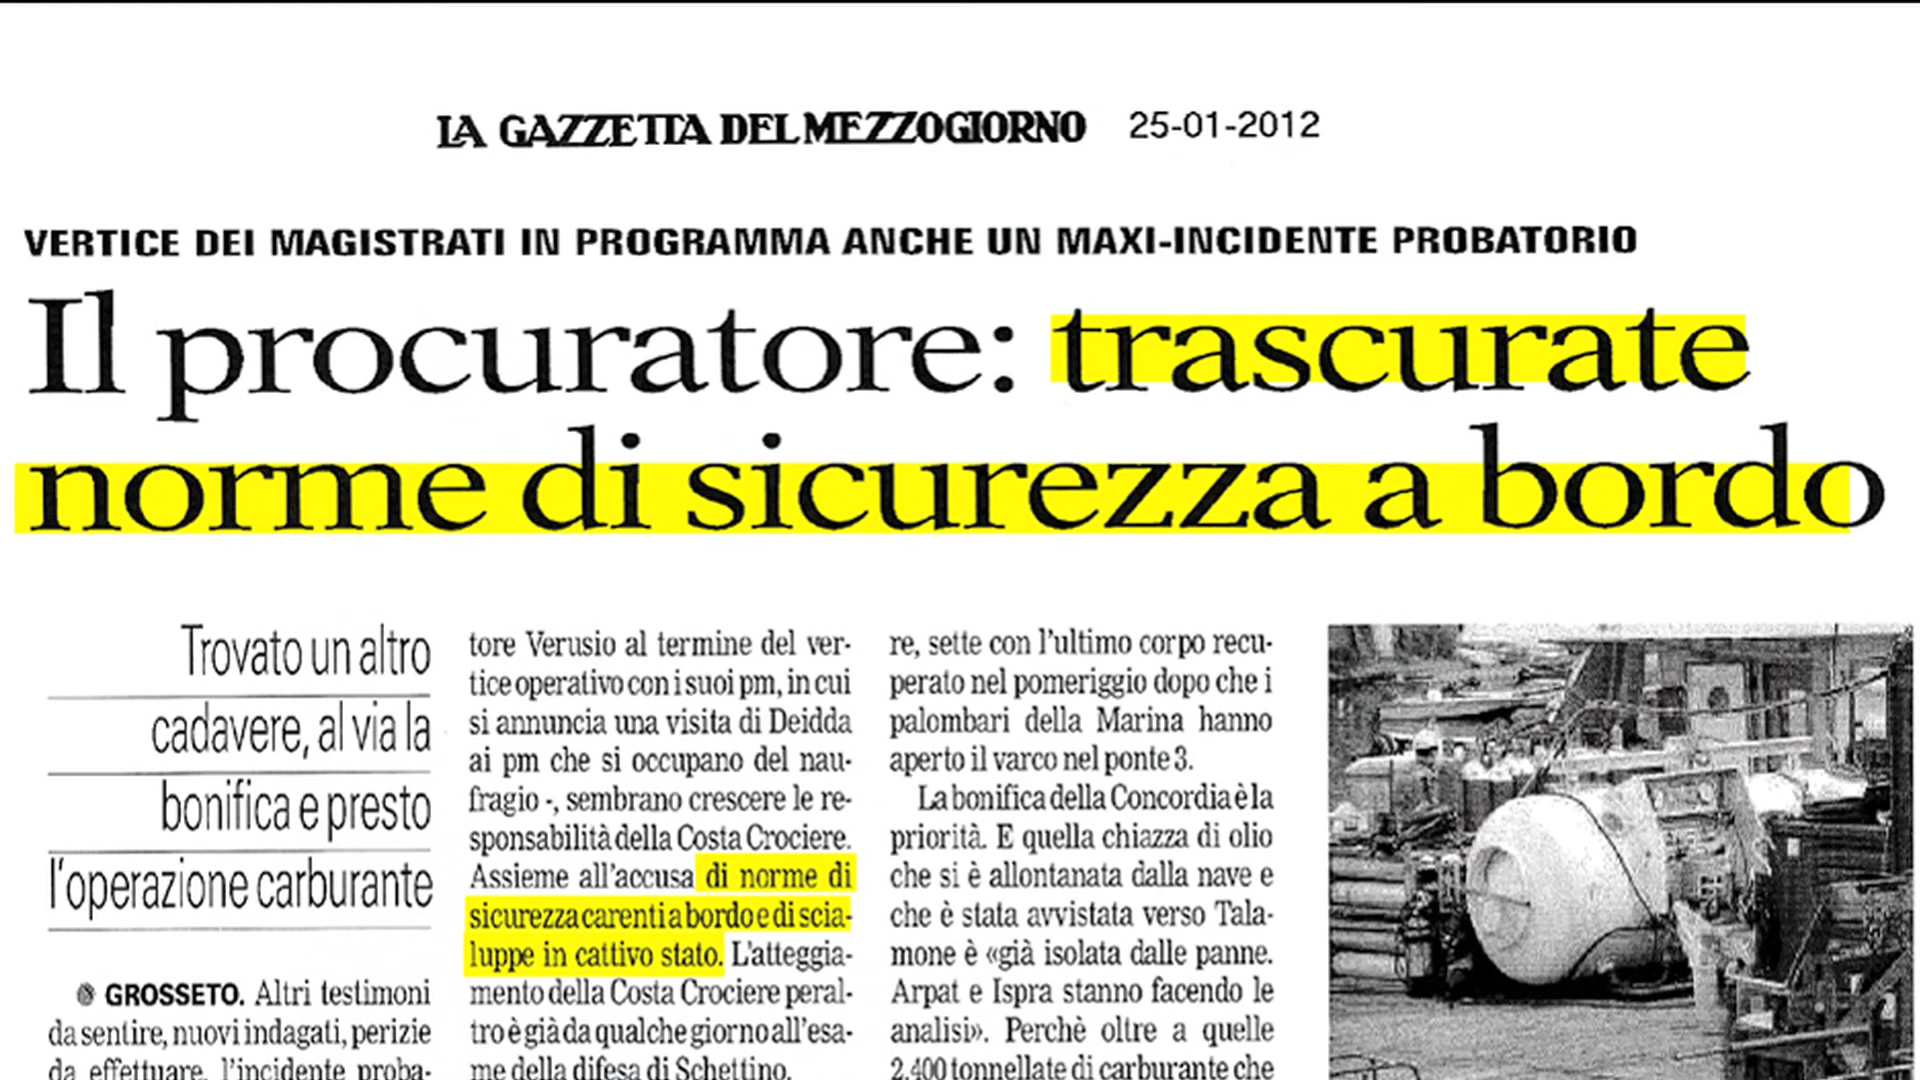 LA GAZZETTA DEL MEZZOGIORNO 25-01-2012
VERTICE DEI MAGISTRATI IN PROGRAMMA ANCHE UN MAXI-INCIDENTE PROBATORIO
Il procuratore: trascurate
norme di sicurezza a bordo
Trovato un altro
cadavere, al via la
bonifica e presto
l'operazione carburante
GROSSETO. Altri testimoni
da sentire, nuovi indagati, perizie
da effettuare, l'incidente proba-
tore Verusio al termine del ver-
tice operativo con i suoi pm, in cui
si annuncia una visita di Deidda
ai pm che si occupano del nau-
fragio -, sembrano crescere le re-
sponsabilità della Costa Crociere.
Assieme all'accusa di norme di
sicurezza carenti a bordo e di scia-
luppe in cattivo stato. L'atteggia-
mento della Costa Crociere peral-
tro è già da qualche giorno all'esa-
me della difesa di Schettino.
re, sette con l'ultimo corpo recu-
perato nel pomeriggio dopo che i
palombari della Marina hanno
aperto il varco nel ponte 3.
La bonifica della Concordia è la
priorità. E quella chiazza di olio
che si è allontanata dalla nave e
che è stata avvistata verso Tala-
mone è «già isolata dalle panne.
Arpat e Ispra stanno facendo le
analisi». Perchè oltre a quelle
2.400 tonnellate di carburante che